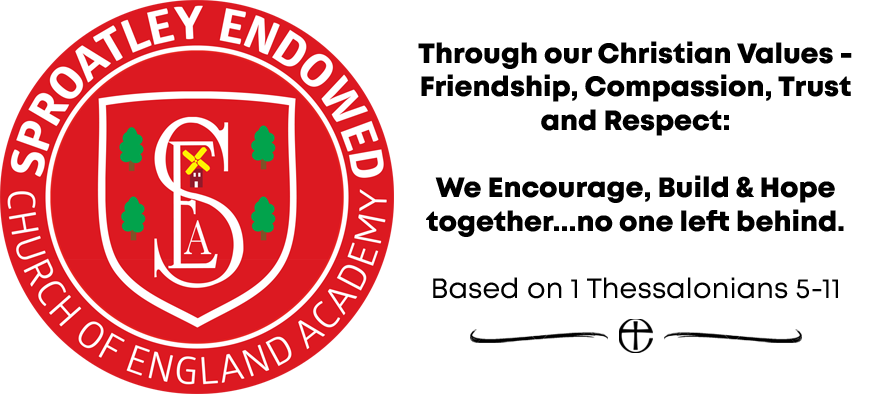 SPROATLEY ENDOWED
CHURCH OF ENGLAND ACADEMY
SEA
Through our Christian Values -
Friendship, Compassion, Trust
and Respect:
We Encourage, Build & Hope
together...no one left behind.
Based on 1 Thessalonians 5-11